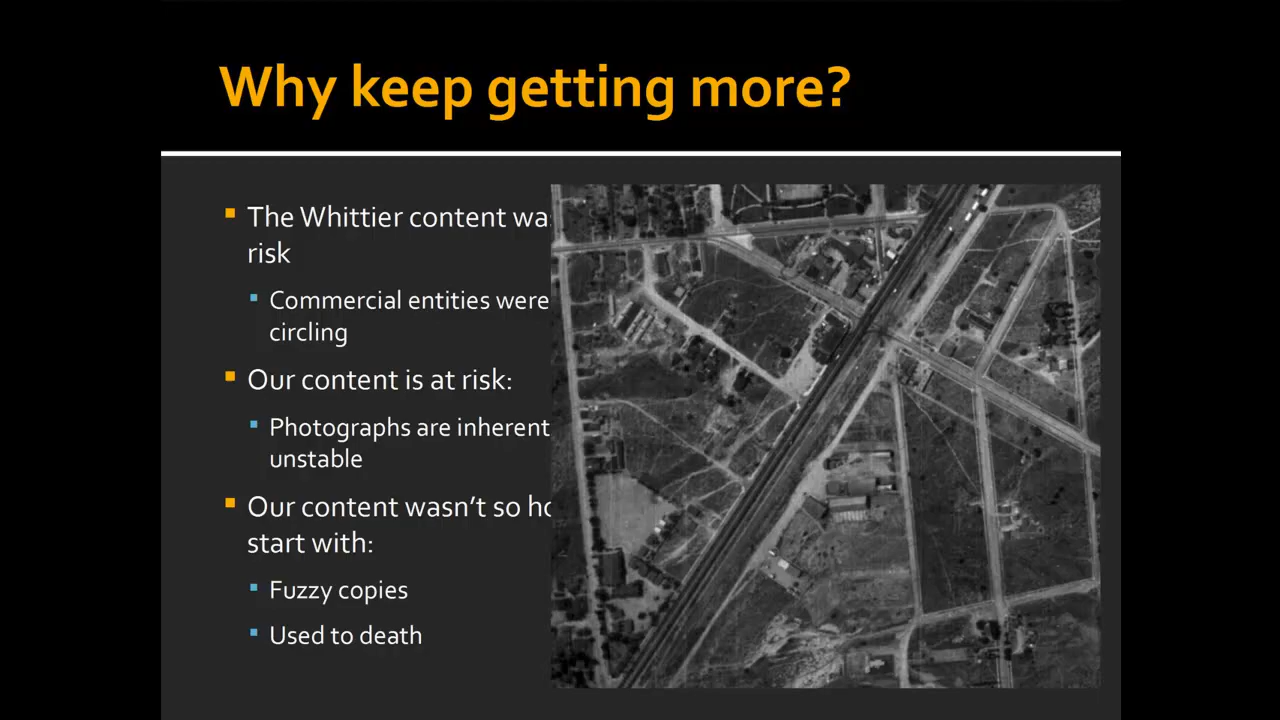 Why keep getting more?
The Whittier content wa
risk
Commercial entities were
circling
Our content is at risk:
Photographs are inherent
unstable
Our content wasn't so ho
start with:
Fuzzy copies
Used to death